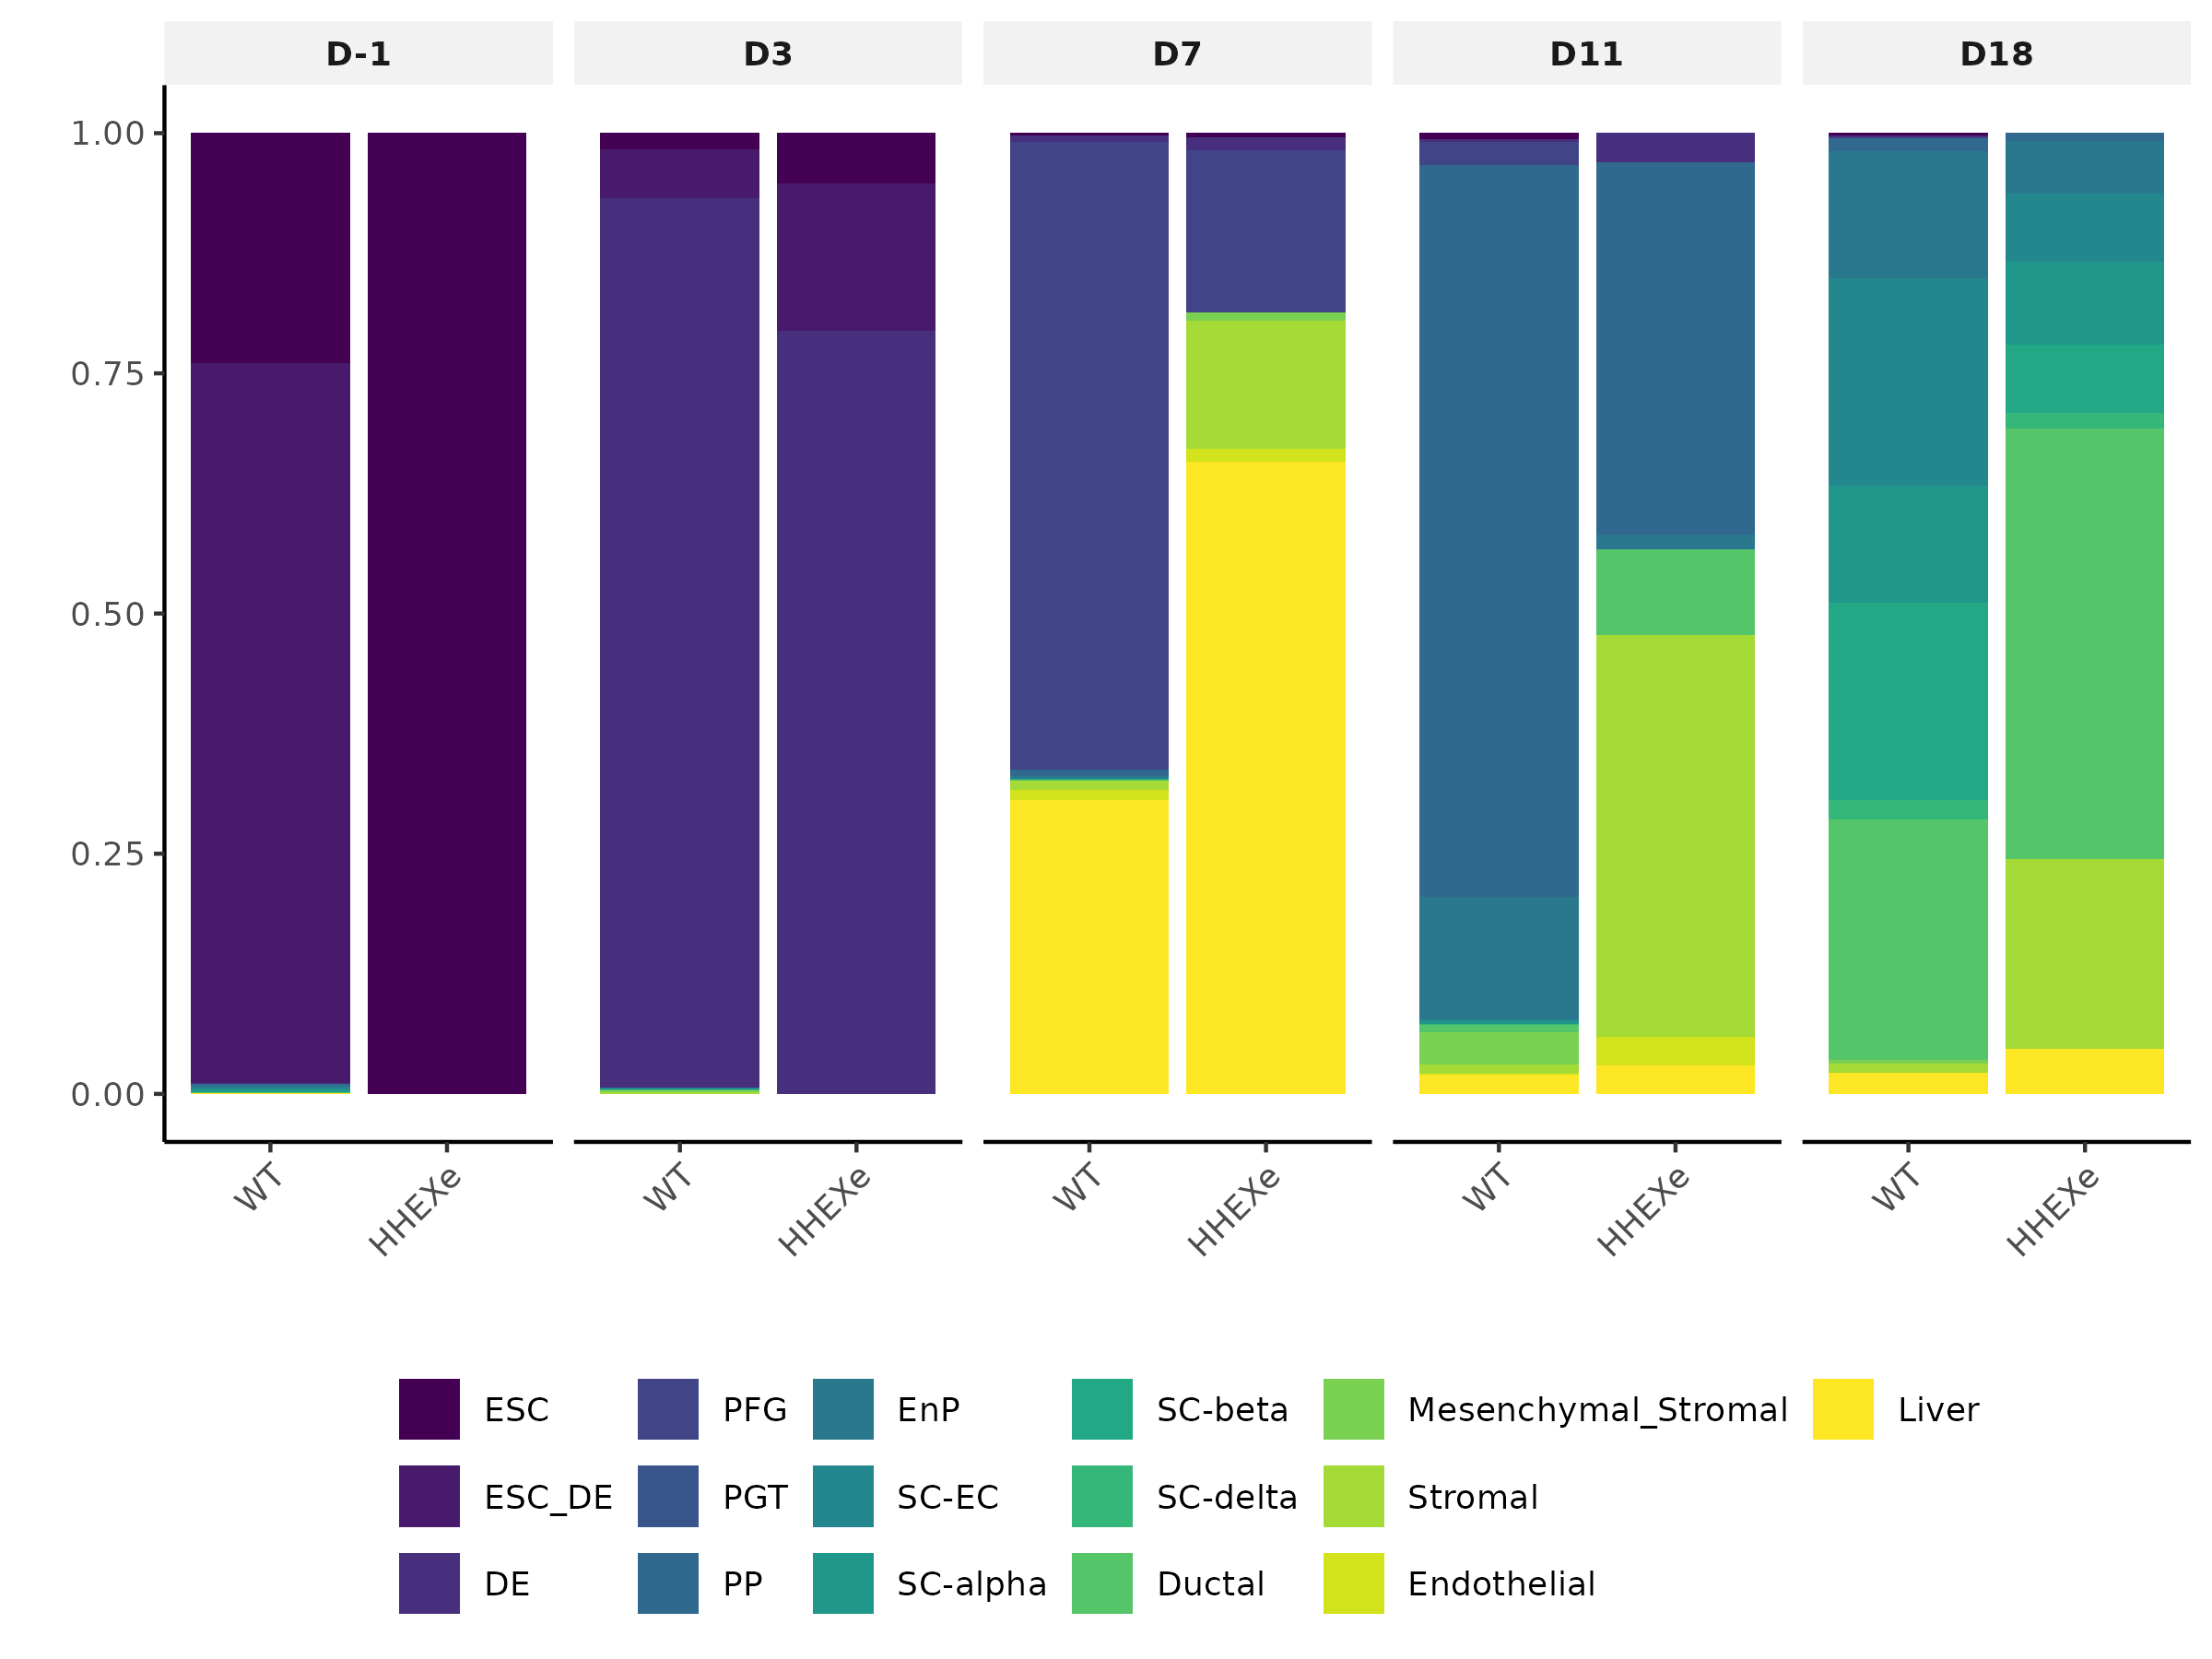 D-1 D3 D7 D11 D18
1.00
0.75
0.50
0.25
0.00
WT HHEXe WT HHEXe WT HHEXe WT HHEXe WT HHEXe
ESC PFG EnP SC-beta Mesenchymal_Stromal Liver
ESC_DE PGT SC-EC SC-delta Stromal
DE PP SC-alpha Ductal Endothelial